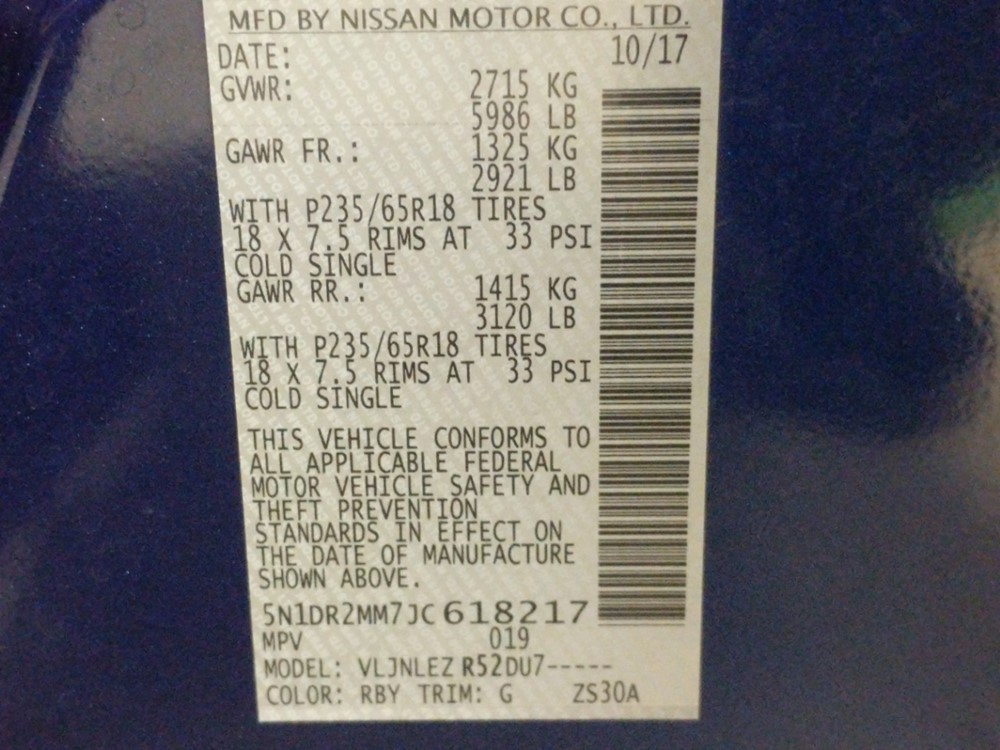 MFD BY NISSAN MOTOR CO., LTD.
DATE: 10/17
GVWR: 2715 KG
5986 LB
GAWR FR.: 1325 KG
2921 LB
WITH P235/65R18 TIRES
18 X 7.5 RIMS AT 33 PSI
COLD SINGLE
GAWR RR.: 1415 KG
3120 LB
WITH P235/65R18 TIRES
18 X 7.5 RIMS AT 33 PSI
COLD SINGLE
THIS VEHICLE CONFORMS TO
ALL APPLICABLE FEDERAL
MOTOR VEHICLE SAFETY AND
THEFT PREVENTION
STANDARDS IN EFFECT ON
THE DATE OF MANUFACTURE
SHOWN ABOVE.
5N1DR2MM7JC618217
MPV 019
MODEL: VLJNLEZ R52DU7-----
COLOR: RBY TRIM: G ZS30A